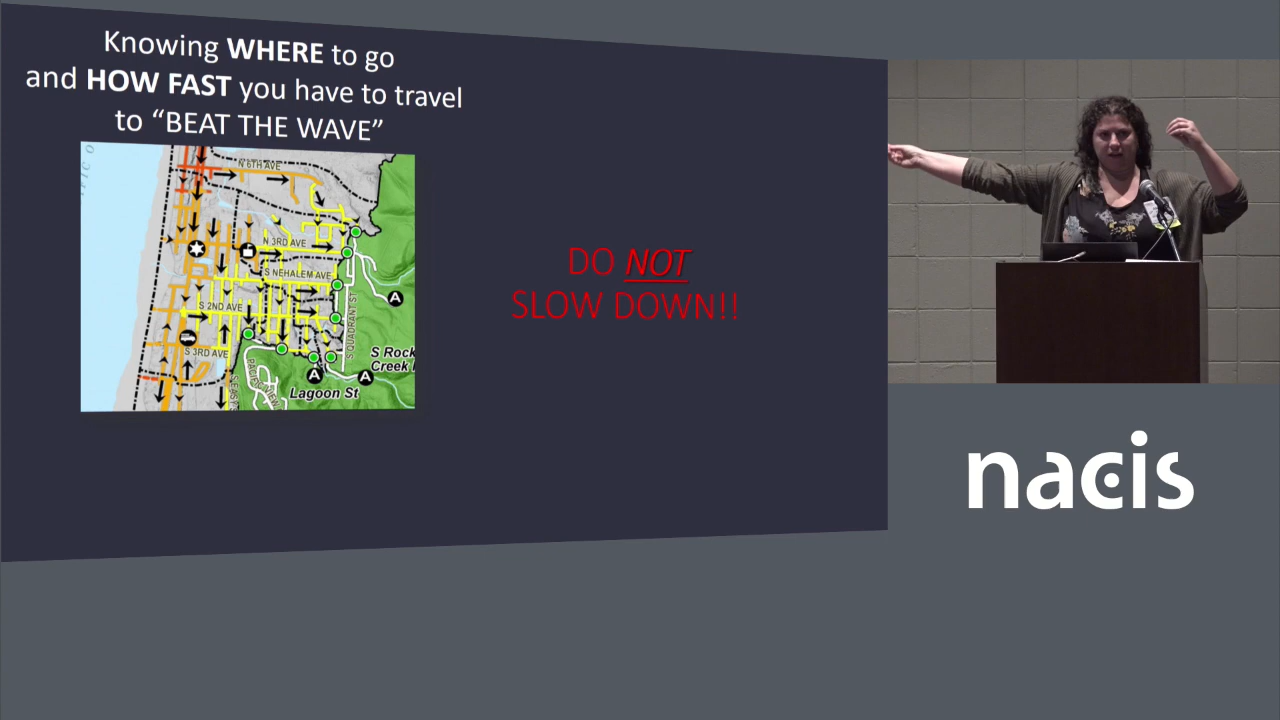 Knowing WHERE to go
and HOW FAST you have to travel
to “BEAT THE WAVE”
N 6TH AVE
N 3RD AVE
S NEHALEM AVE
S 2ND AVE
S 3RD AVE
S QUADRANT ST
A
S Rock
Creek
A
A
Lagoon St
DO NOT
SLOW DOWN!!
nacis